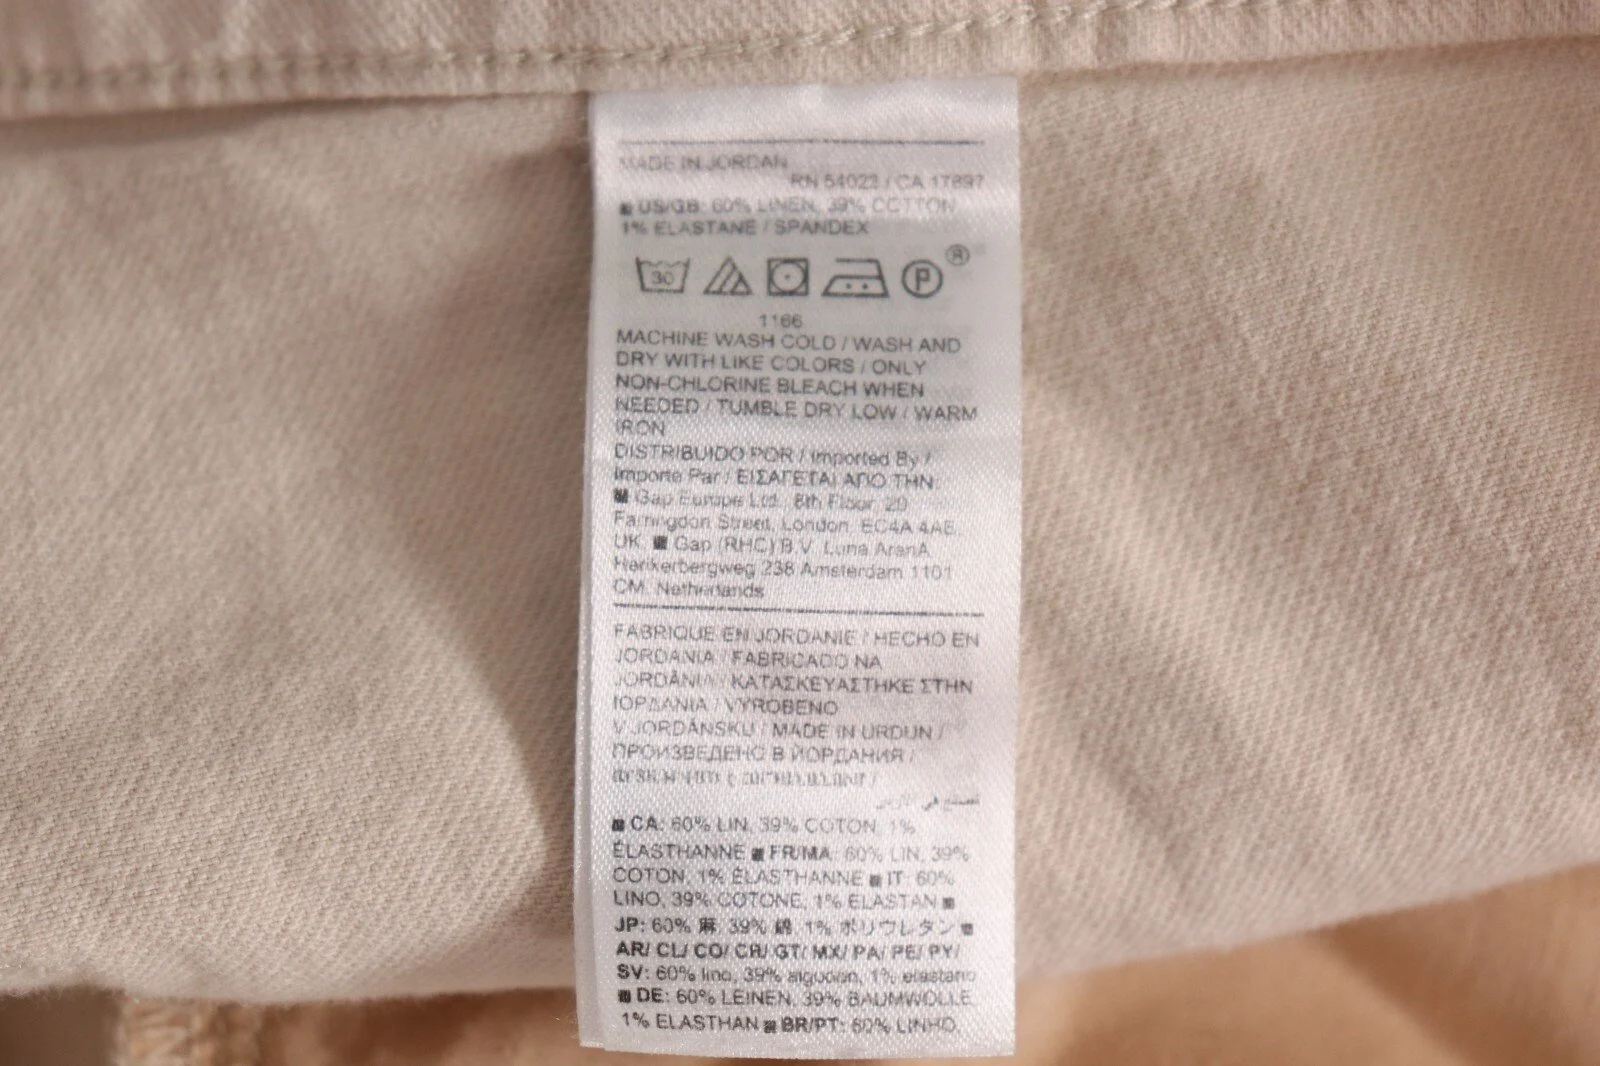 MADE IN JORDAN
RN 54023 / CA 17897
■ US/GB: 60% LINEN, 39% COTTON
1% ELASTANE / SPANDEX
30 P ®
1166
MACHINE WASH COLD / WASH AND
DRY WITH LIKE COLORS / ONLY
NON-CHLORINE BLEACH WHEN
NEEDED / TUMBLE DRY LOW / WARM
IRON
DISTRIBUIDO POR / Imported By /
Importe Par / ΕΙΣΑΓΕΤΑΙ ΑΠΟ ΤΗΝ:
■ Gap Europe Ltd., Floor 20
Farringdon Street, London, EC4A 4AB,
UK, ■ Gap (RHC) B.V. Luna ArenA,
Herikerbergweg 238 Amsterdam 1101
CM, Netherlands
FABRIQUE EN JORDANIE / HECHO EN
JORDANIA / FABRICADO NA
JORDÂNIA / ΚΑΤΑΣΚΕΥΑΣΤΗΚΕ ΣΤΗΝ
ΙΟΡΔΑΝΙΑ / VYROBENO
V JORDÁNSKU / MADE IN URDUN /
ПРОИЗВЕДЕНО В ИОРДАНИЯ /
■ CA: 60% LIN, 39% COTON, 1%
ÉLASTHANNE ■ FR/MA: 60% LIN, 39%
COTON, 1% ÉLASTHANNE ■ IT: 60%
LINO, 39% COTONE, 1% ELASTAN ■
JP: 60% 麻, 39% 綿, 1% ポリウレタン ■
AR/ CL/ CO/ CR/ GT/ MX/ PA/ PE/ PY/
SV: 60% lino, 39% algodón, 1% elastano
■ DE: 60% LEINEN, 39% BAUMWOLLE,
1% ELASTHAN ■ BR/PT: 60% LINHO,